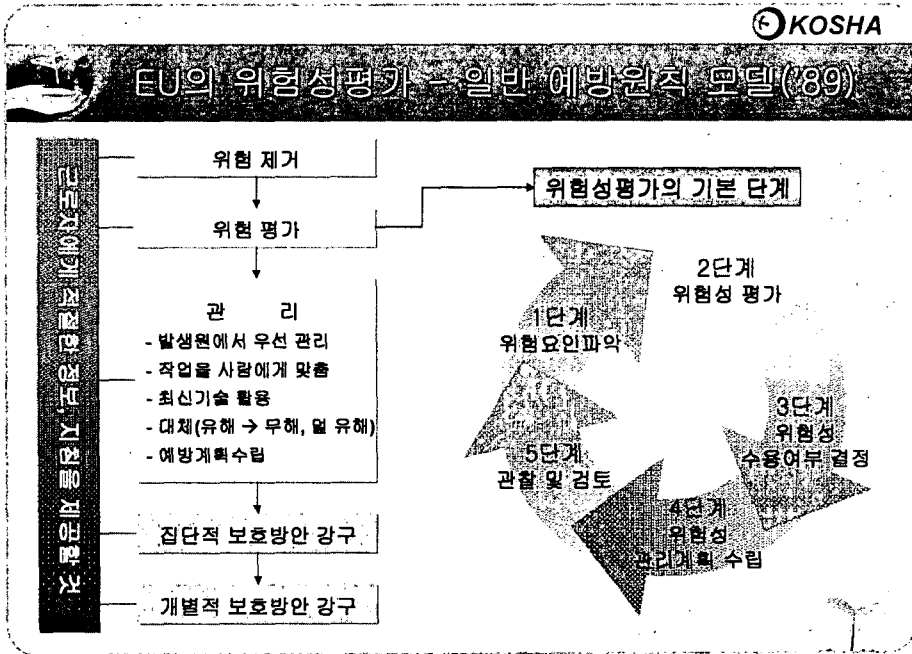 KOSHA
EU의 위험성평가 - 일반 예방원칙 모델('89)
근로자에게 적절한 정보, 지침을 제공할 것
위험 제거
위험 평가
관 리
- 발생원에서 우선 관리
- 작업을 사람에게 맞춤
- 최신기술 활용
- 대체(유해 → 무해, 덜 유해)
- 예방계획수립
집단적 보호방안 강구
개별적 보호방안 강구
위험성평가의 기본 단계
1단계
위험요인파악
2단계
위험성 평가
3단계
위험성
수용여부 결정
4단계
위험성
관리계획 수립
5단계
관찰 및 검토